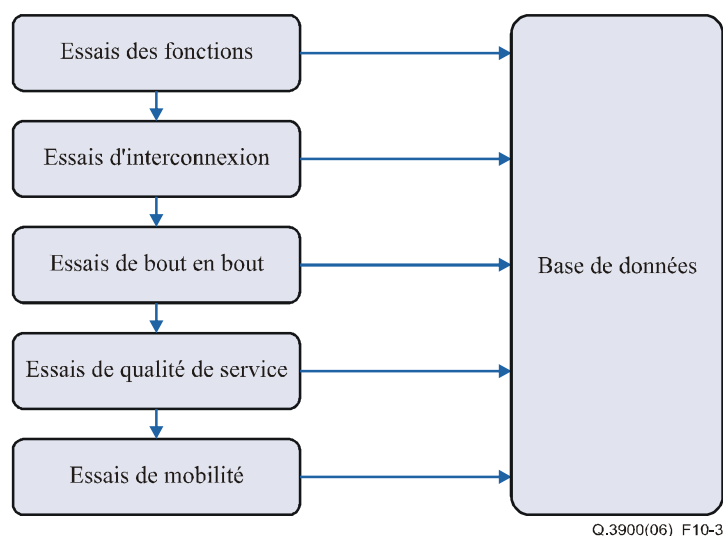 Essais des fonctions
Essais d'interconnexion
Essais de bout en bout
Base de données
Essais de qualité de service
Essais de mobilité
Q.3900(06)_F10-3